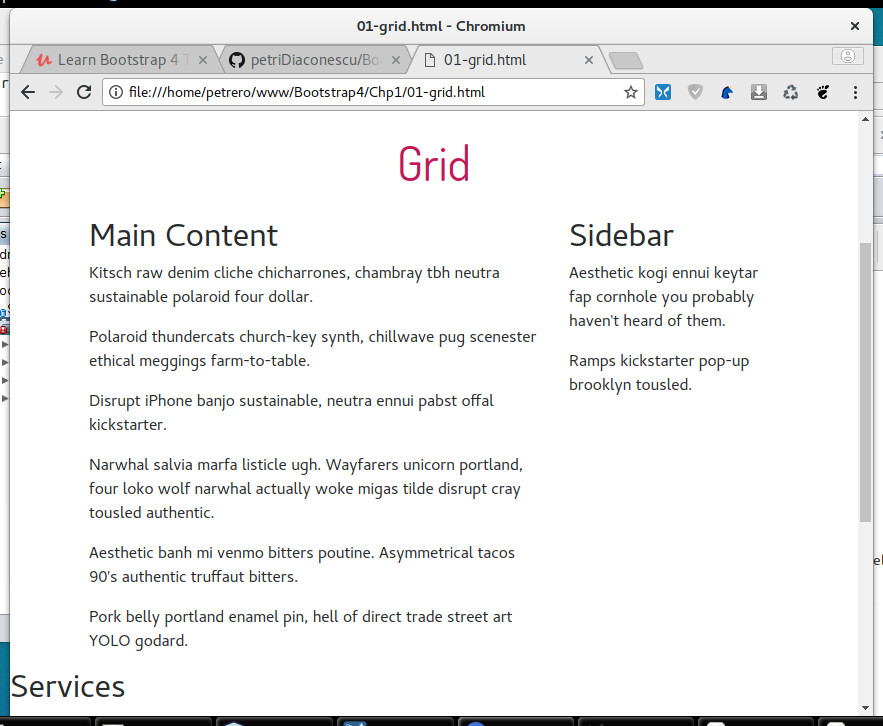 01-grid.html - Chromium
Learn Bootstrap 4 T
petriDiaconescu/Bo
01-grid.html
file:///home/petrero/www/Bootstrap4/Chp1/01-grid.html
Grid
Main Content
Kitsch raw denim cliche chicharrones, chambray tbh neutra
sustainable polaroid four dollar.
Polaroid thundercats church-key synth, chillwave pug scenester
ethical meggings farm-to-table.
Disrupt iPhone banjo sustainable, neutra ennui pabst offal
kickstarter.
Narwhal salvia marfa listicle ugh. Wayfarers unicorn portland,
four loko wolf narwhal actually woke migas tilde disrupt cray
tousled authentic.
Aesthetic banh mi venmo bitters poutine. Asymmetrical tacos
90's authentic truffaut bitters.
Pork belly portland enamel pin, hell of direct trade street art
YOLO godard.
Sidebar
Aesthetic kogi ennui keytar
fap cornhole you probably
haven't heard of them.
Ramps kickstarter pop-up
brooklyn tousled.
Services